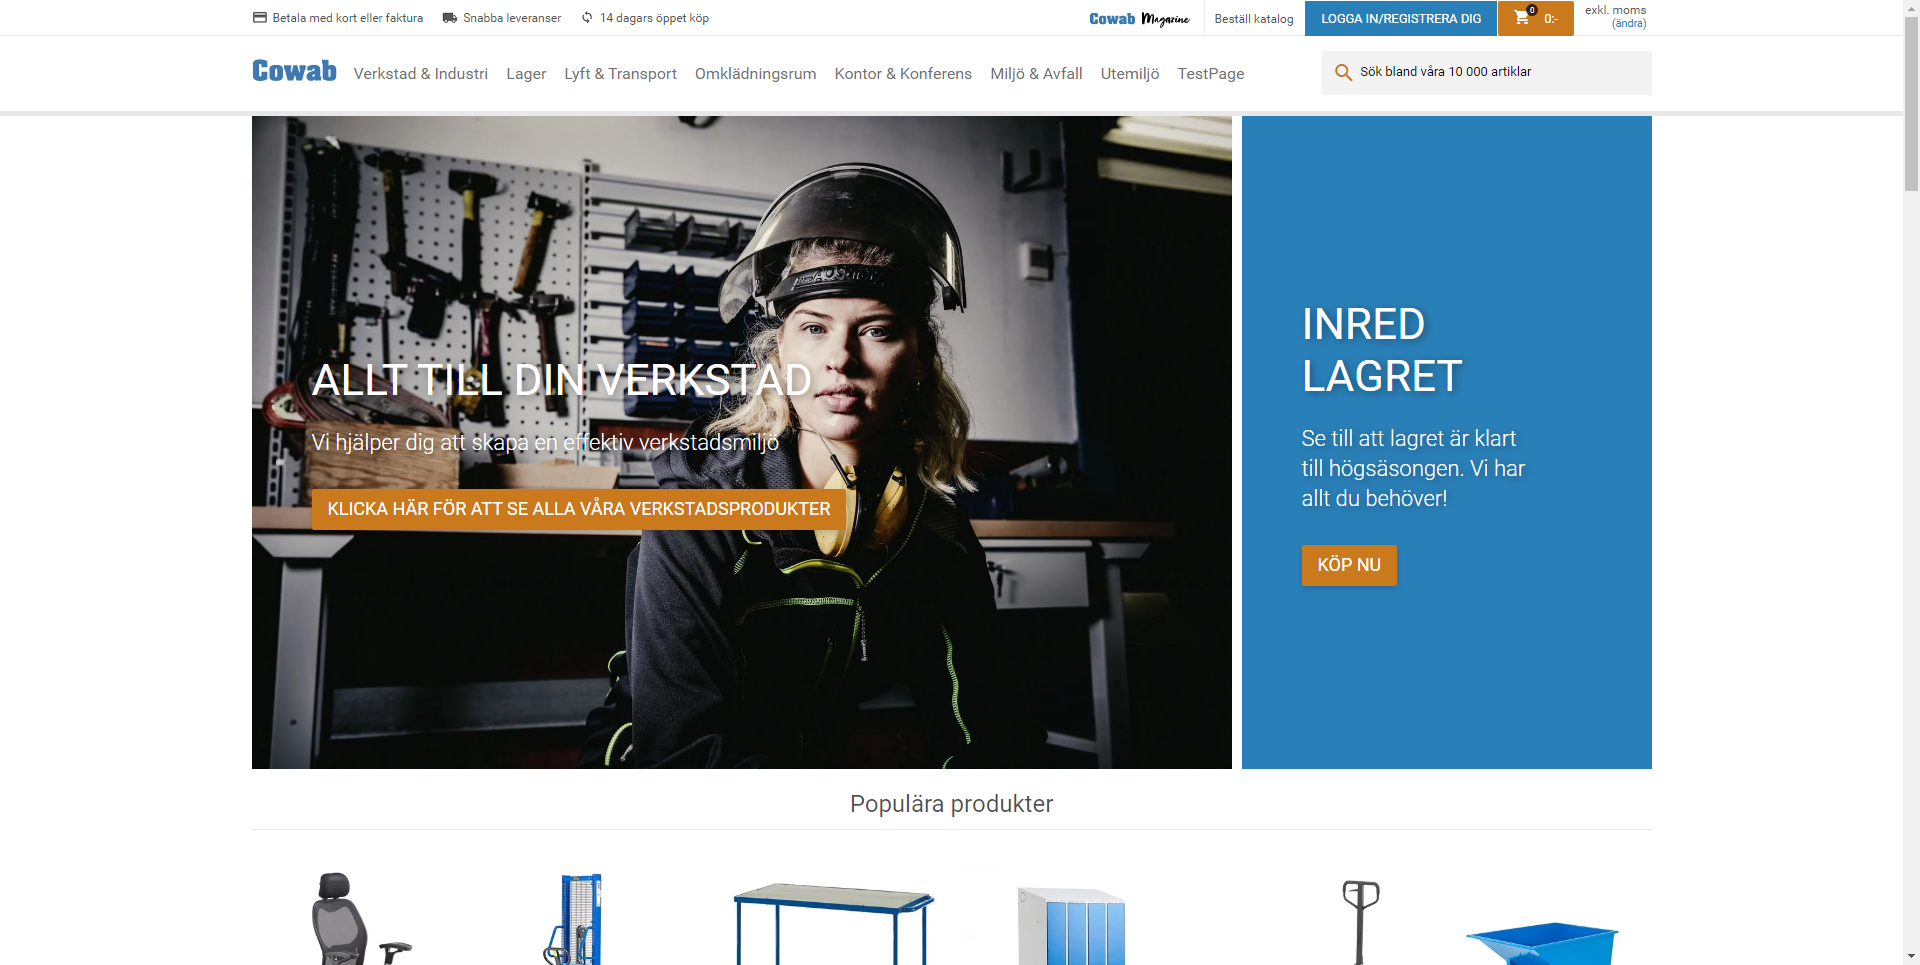 Betala med kort eller faktura
Snabba leveranser
14 dagars öppet köp
Cowab Magazine
Beställ katalog
LOGGA IN/REGISTRERA DIG
0
0:-
exkl. moms
(ändra)
Cowab
Verkstad & Industri
Lager
Lyft & Transport
Omklädningsrum
Kontor & Konferens
Miljö & Avfall
Utemiljö
TestPage
Sök bland våra 10 000 artiklar
ALLT TILL DIN VERKSTAD
Vi hjälper dig att skapa en effektiv verkstadsmiljö
KLICKA HÄR FÖR ATT SE ALLA VÅRA VERKSTADSPRODUKTER
INRED
LAGRET
Se till att lagret är klart
till högsäsongen. Vi har
allt du behöver!
KÖP NU
Populära produkter